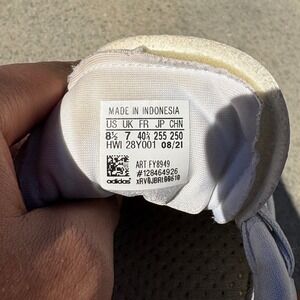 MADE IN INDONESIA
US UK FR JP CHN
8½ 7 40⅔ 255 250
HWI 28Y001 08/21
ART FY8949
#128464926
adidas